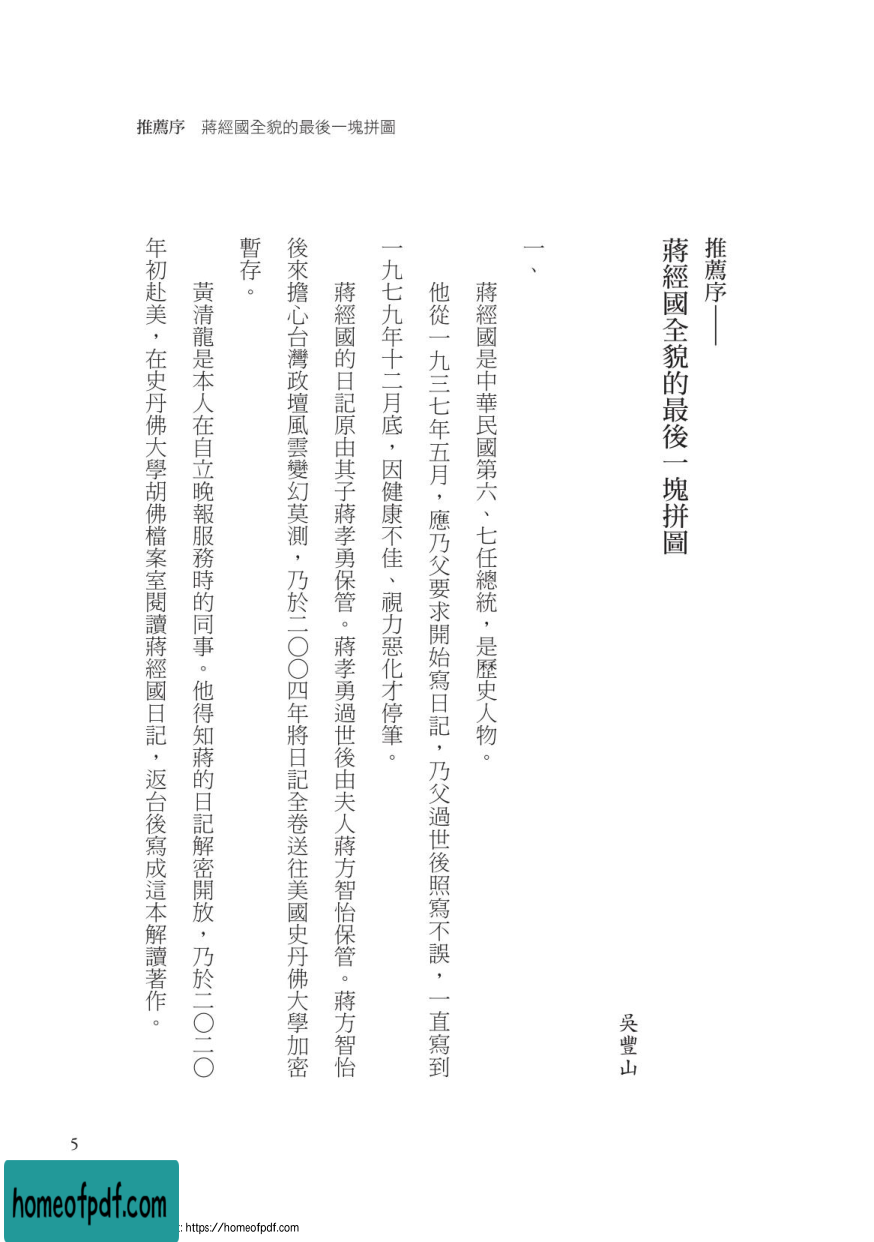 推薦序　蔣經國全貌的最後一塊拼圖
推薦序——
蔣經國全貌的最後一塊拼圖
吳豐山
一、
蔣經國是中華民國第六、七任總統，是歷史人物。
他從一九三七年五月，應乃父要求開始寫日記，乃父過世後照寫不誤，一直寫到
一九七九年十二月底，因健康不佳、視力惡化才停筆。
蔣經國的日記原由其子蔣孝勇保管。蔣孝勇過世後由夫人蔣方智怡保管。蔣方智怡
後來擔心台灣政壇風雲變幻莫測，乃於二〇〇四年將日記全卷送往美國史丹佛大學加密
暫存。
黃清龍是本人在自立晚報服務時的同事。他得知蔣的日記解密開放，乃於二〇二〇
年初赴美，在史丹佛大學胡佛檔案室閱讀蔣經國日記，返台後寫成這本解讀著作。
5
homeofpdf.com
: https://homeofpdf.com